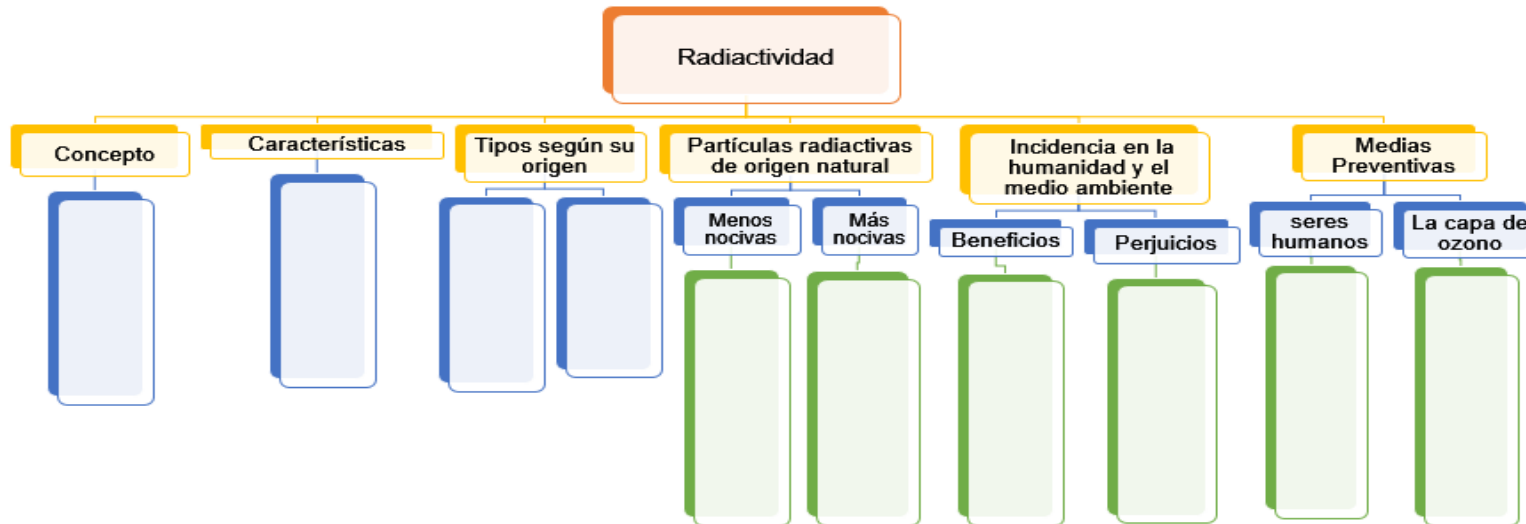 Radiactividad
Concepto
Características
Tipos según su
origen
Partículas radiactivas
de origen natural
Incidencia en la
humanidad y el
medio ambiente
Medias
Preventivas
Menos
nocivas
Más
nocivas
Beneficios
Perjuicios
seres
humanos
La capa de
ozono